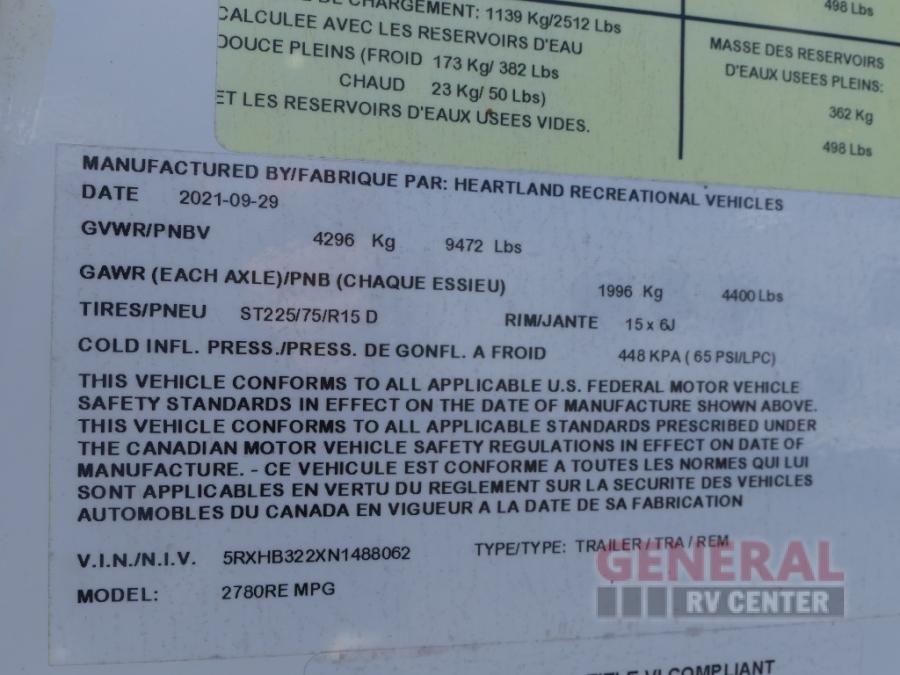 DE CHARGEMENT: 1139 Kg/2512 Lbs
CALCULEE AVEC LES RESERVOIRS D'EAU
DOUCE PLEINS (FROID 173 Kg/ 382 Lbs
CHAUD 23 Kg/ 50 Lbs)
ET LES RESERVOIRS D'EAUX USEES VIDES.
498 Lbs
MASSE DES RESERVOIRS
D'EAUX USEES PLEINS:
362 Kg
498 Lbs
MANUFACTURED BY/FABRIQUE PAR: HEARTLAND RECREATIONAL VEHICLES
DATE 2021-09-29
GVWR/PNBV 4296 Kg 9472 Lbs
GAWR (EACH AXLE)/PNB (CHAQUE ESSIEU) 1996 Kg 4400 Lbs
TIRES/PNEU ST225/75/R15 D RIM/JANTE 15 x 6J
COLD INFL. PRESS./PRESS. DE GONFL. A FROID 448 KPA ( 65 PSI/LPC)
THIS VEHICLE CONFORMS TO ALL APPLICABLE U.S. FEDERAL MOTOR VEHICLE
SAFETY STANDARDS IN EFFECT ON THE DATE OF MANUFACTURE SHOWN ABOVE.
THIS VEHICLE CONFORMS TO ALL APPLICABLE STANDARDS PRESCRIBED UNDER
THE CANADIAN MOTOR VEHICLE SAFETY REGULATIONS IN EFFECT ON DATE OF
MANUFACTURE. - CE VEHICULE EST CONFORME A TOUTES LES NORMES QUI LUI
SONT APPLICABLES EN VERTU DU REGLEMENT SUR LA SECURITE DES VEHICLES
AUTOMOBILES DU CANADA EN VIGUEUR A LA DATE DE SA FABRICATION
V.I.N./N.I.V. 5RXHB322XN1488062 TYPE/TYPE: TRAILER / TRA / REM
MODEL: 2780RE MPG
GENERAL
RV CENTER
TITLE VI COMPLIANT